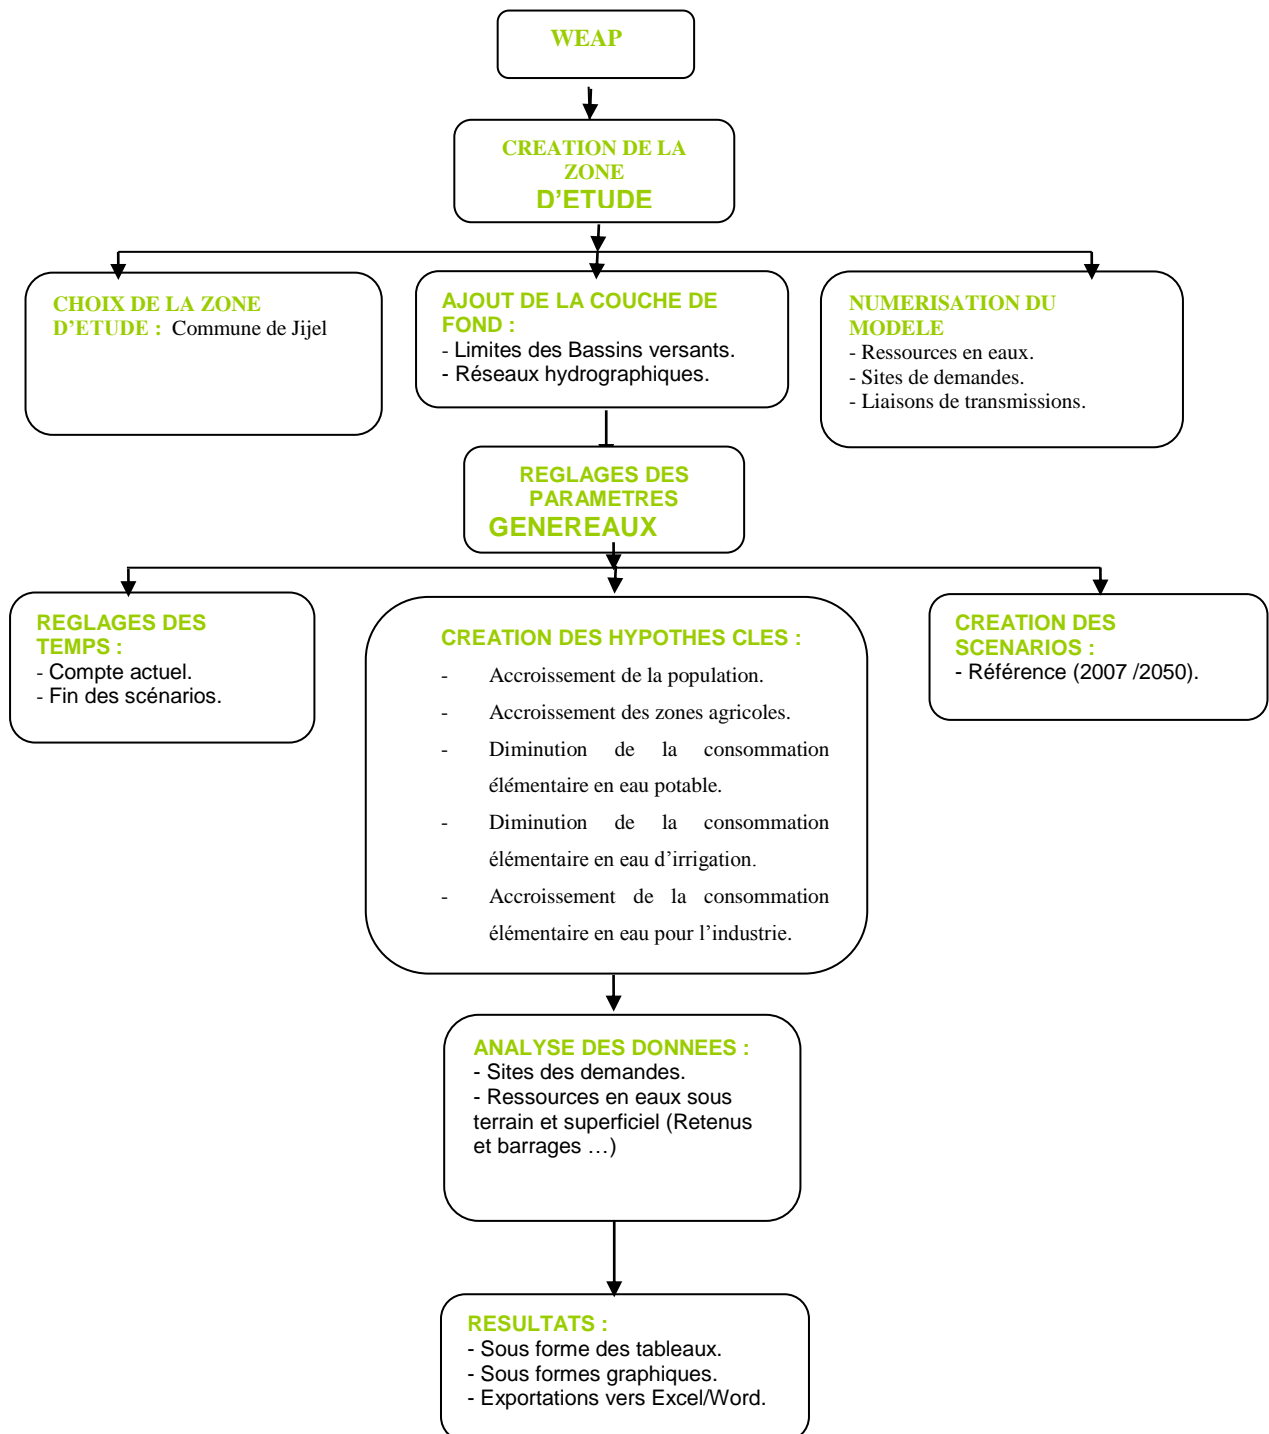 WEAP
CREATION DE LA
ZONE
D’ETUDE
CHOIX DE LA ZONE
D’ETUDE : Commune de Jijel
AJOUT DE LA COUCHE DE
FOND :
- Limites des Bassins versants.
- Réseaux hydrographiques.
NUMERISATION DU
MODELE
- Ressources en eaux.
- Sites de demandes.
- Liaisons de transmissions.
REGLAGES DES
PARAMETRES
GENEREAUX
REGLAGES DES
TEMPS :
- Compte actuel.
- Fin des scénarios.
CREATION DES HYPOTHES CLES :
- Accroissement de la population.
- Accroissement des zones agricoles.
- Diminution de la consommation
élémentaire en eau potable.
- Diminution de la consommation
élémentaire en eau d’irrigation.
- Accroissement de la consommation
élémentaire en eau pour l’industrie.
CREATION DES
SCENARIOS :
- Référence (2007 /2050).
ANALYSE DES DONNEES :
- Sites des demandes.
- Ressources en eaux sous
terrain et superficiel (Retenus
et barrages …)
RESULTATS :
- Sous forme des tableaux.
- Sous formes graphiques.
- Exportations vers Excel/Word.